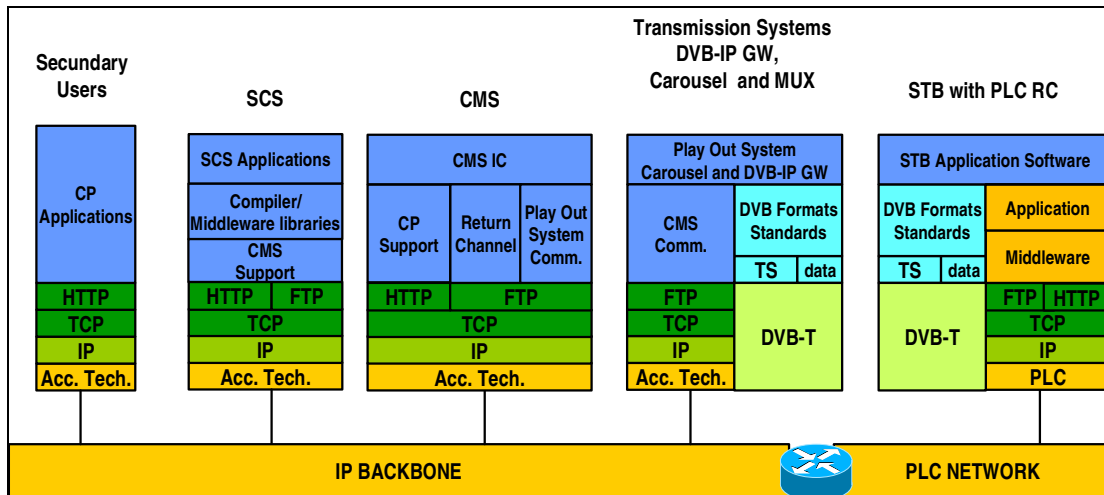 Secundary
Users
CP
Applications
HTTP
TCP
IP
Acc. Tech.
SCS
SCS Applications
Compiler/
Middleware libraries
CMS
Support
HTTP
FTP
TCP
IP
Acc. Tech.
CMS
CMS IC
CP
Support
Return
Channel
Play Out
System
Comm.
HTTP
FTP
TCP
IP
Acc. Tech.
Transmission Systems
DVB-IP GW,
Carousel and MUX
Play Out System
Carousel and DVB-IP GW
CMS
Comm.
DVB Formats
Standards
TS
data
FTP
TCP
IP
Acc. Tech.
DVB-T
STB with PLC RC
STB Application Software
DVB Formats
Standards
TS
data
DVB-T
Application
Middleware
FTP
HTTP
TCP
IP
PLC
IP BACKBONE
PLC NETWORK